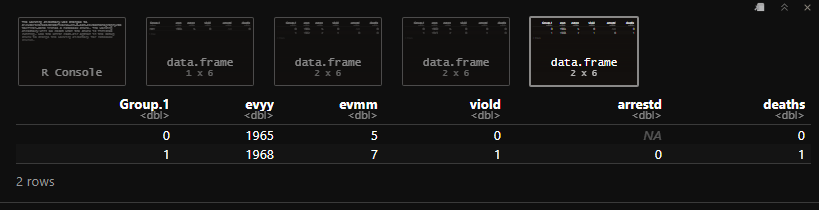 R Console
data.frame
1 x 6
data.frame
2 x 6
data.frame
2 x 6
data.frame
2 x 6
Group.1 evyy evmm viold arrestd deaths
<dbl> <dbl> <dbl> <dbl> <dbl> <dbl>
0 1965 5 0 NA 0
1 1968 7 1 0 1
2 rows